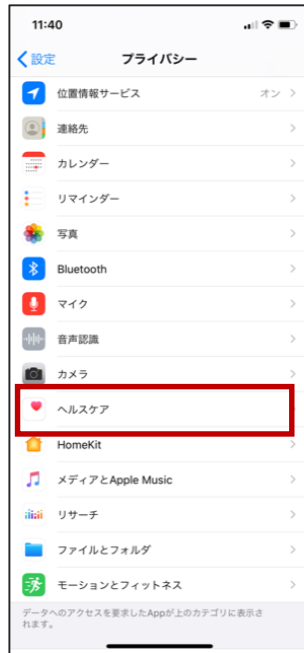 11:40
設定
プライバシー
位置情報サービス オン
連絡先
カレンダー
リマインダー
写真
Bluetooth
マイク
音声認識
カメラ
ヘルスケア
HomeKit
メディアとApple Music
リサーチ
ファイルとフォルダ
モーションとフィットネス
データへのアクセスを要求したAppが上のカテゴリに表示さ
れます。